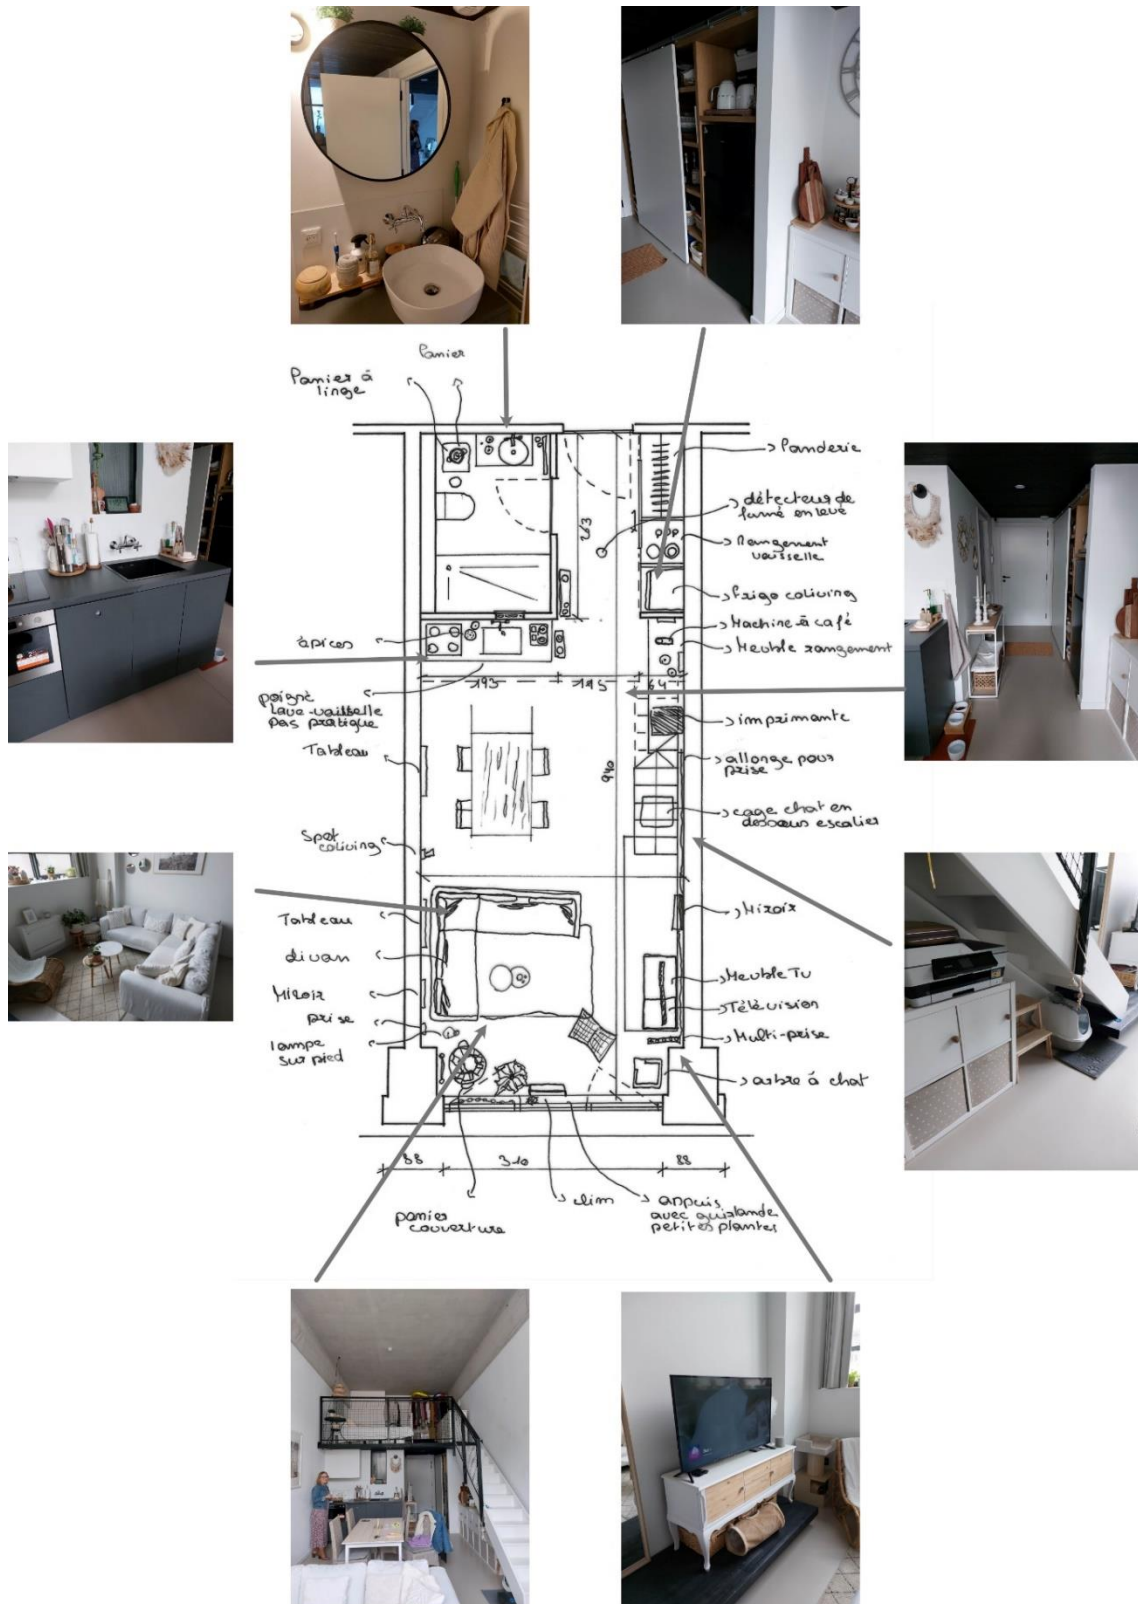 Panier
Panier à
linge
Penderie
détecteur de
fumé enlevé
Rangement
vaisselle
frigo coliving
Machine à café
Meuble rangement
imprimante
allonge pour
prise
cage chat en
dessous escalier
Miroir
Meuble TV
Télévision
Multi-prise
arbre à chat
épices
poigné
lave-vaisselle
pas pratique
Tableau
Spot
coliving
Tableau
divan
Miroir
prise
lampe
sur pied
263
193
145
64
940
88
310
88
panier
couverture
clim
appuis
avec guirlande
petites plantes